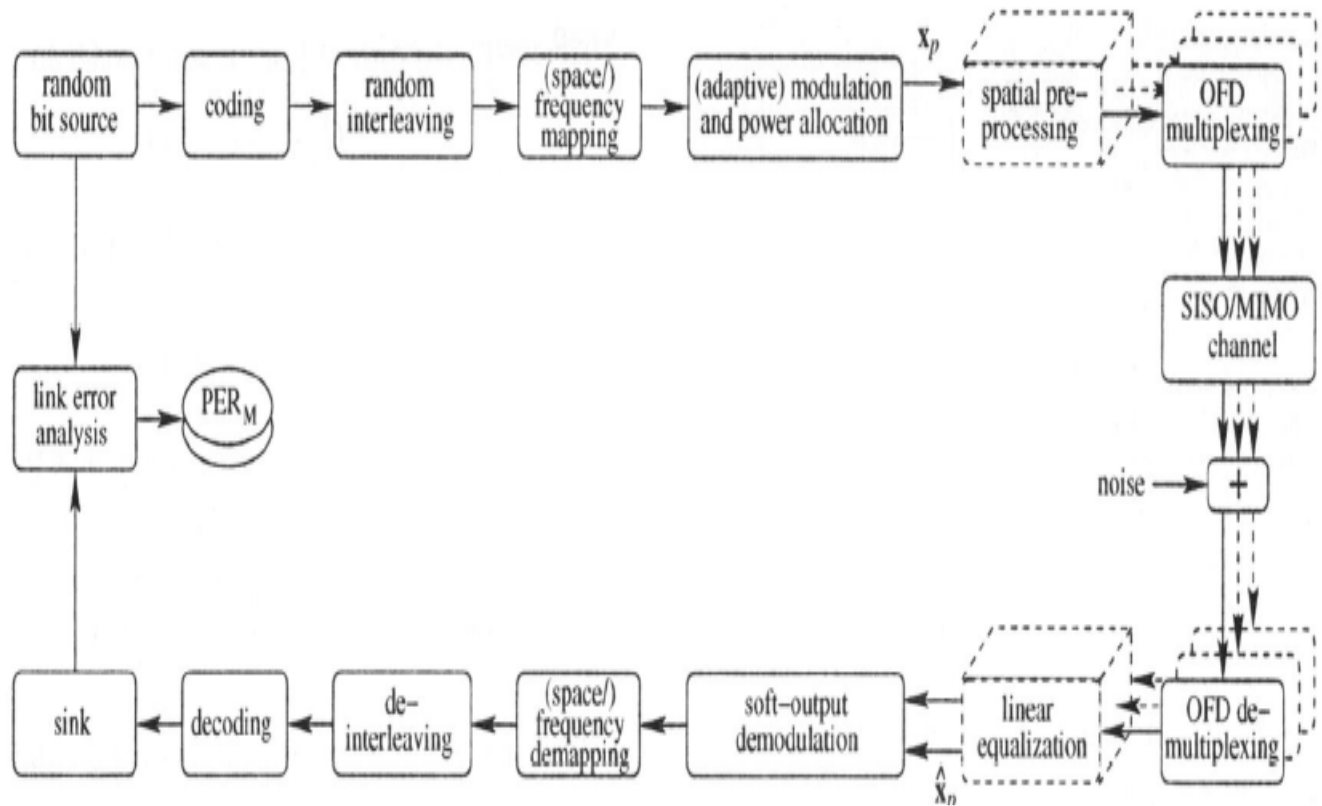 random
bit source
coding
random
interleaving
(space/)
frequency
mapping
(adaptive) modulation
and power allocation
x_p
spatial pre-
processing
OFD
multiplexing
SISO/MIMO
channel
noise
+
link error
analysis
PER_M
sink
decoding
de-
interleaving
(space/)
frequency
demapping
soft-output
demodulation
x̂_p
linear
equalization
OFD de-
multiplexing